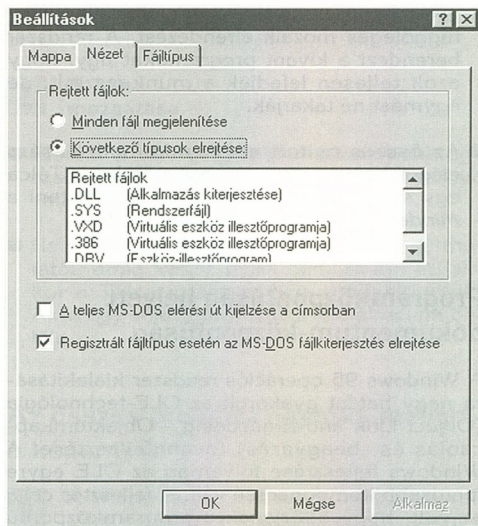 Beállítások
Mappa Nézet Fájltípus
Rejtett fájlok:
Minden fájl megjelenítése
Következő típusok elrejtése:
Rejtett fájlok
.DLL (Alkalmazás kiterjesztése)
.SYS (Rendszerfájl)
.VXD (Virtuális eszköz illesztőprogramja)
.386 (Virtuális eszköz illesztőprogramja)
.DRV (Eszköz-illesztőprogram)
A teljes MS-DOS elérési út kijelzése a címsorban
Regisztrált fájltípus esetén az MS-DOS fájlkiterjesztés elrejtése
OK Mégse Alkalmaz